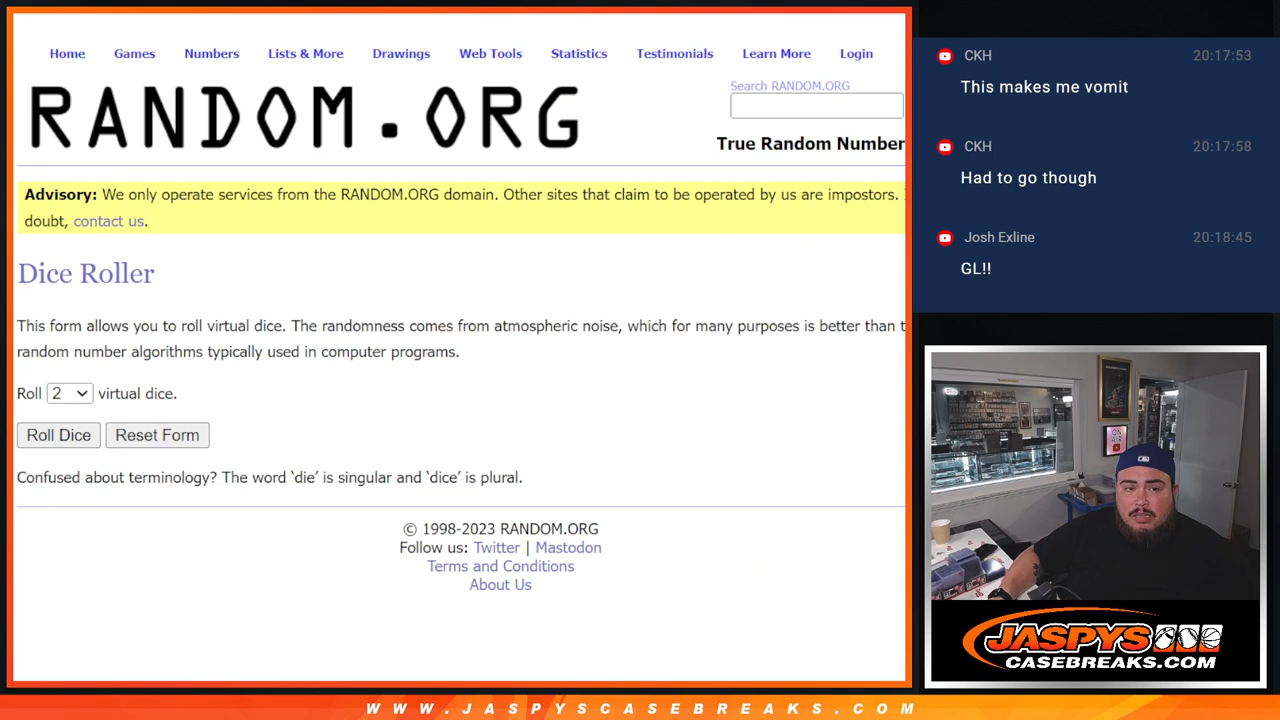 Home Games Numbers Lists & More Drawings Web Tools Statistics Testimonials Learn More Login
RANDOM.ORG
Search RANDOM.ORG
True Random Number
Advisory: We only operate services from the RANDOM.ORG domain. Other sites that claim to be operated by us are impostors.
doubt, contact us.
Dice Roller
This form allows you to roll virtual dice. The randomness comes from atmospheric noise, which for many purposes is better than t
random number algorithms typically used in computer programs.
Roll 2 virtual dice.
Roll Dice Reset Form
Confused about terminology? The word ‘die’ is singular and ‘dice’ is plural.
© 1998-2023 RANDOM.ORG
Follow us: Twitter | Mastodon
Terms and Conditions
About Us
CKH 20:17:53
This makes me vomit
CKH 20:17:58
Had to go though
Josh Exline 20:18:45
GL!!
ON AIR
JASPYS
CASEBREAKS.COM
WWW.JASPYSCASEBREAKS.COM